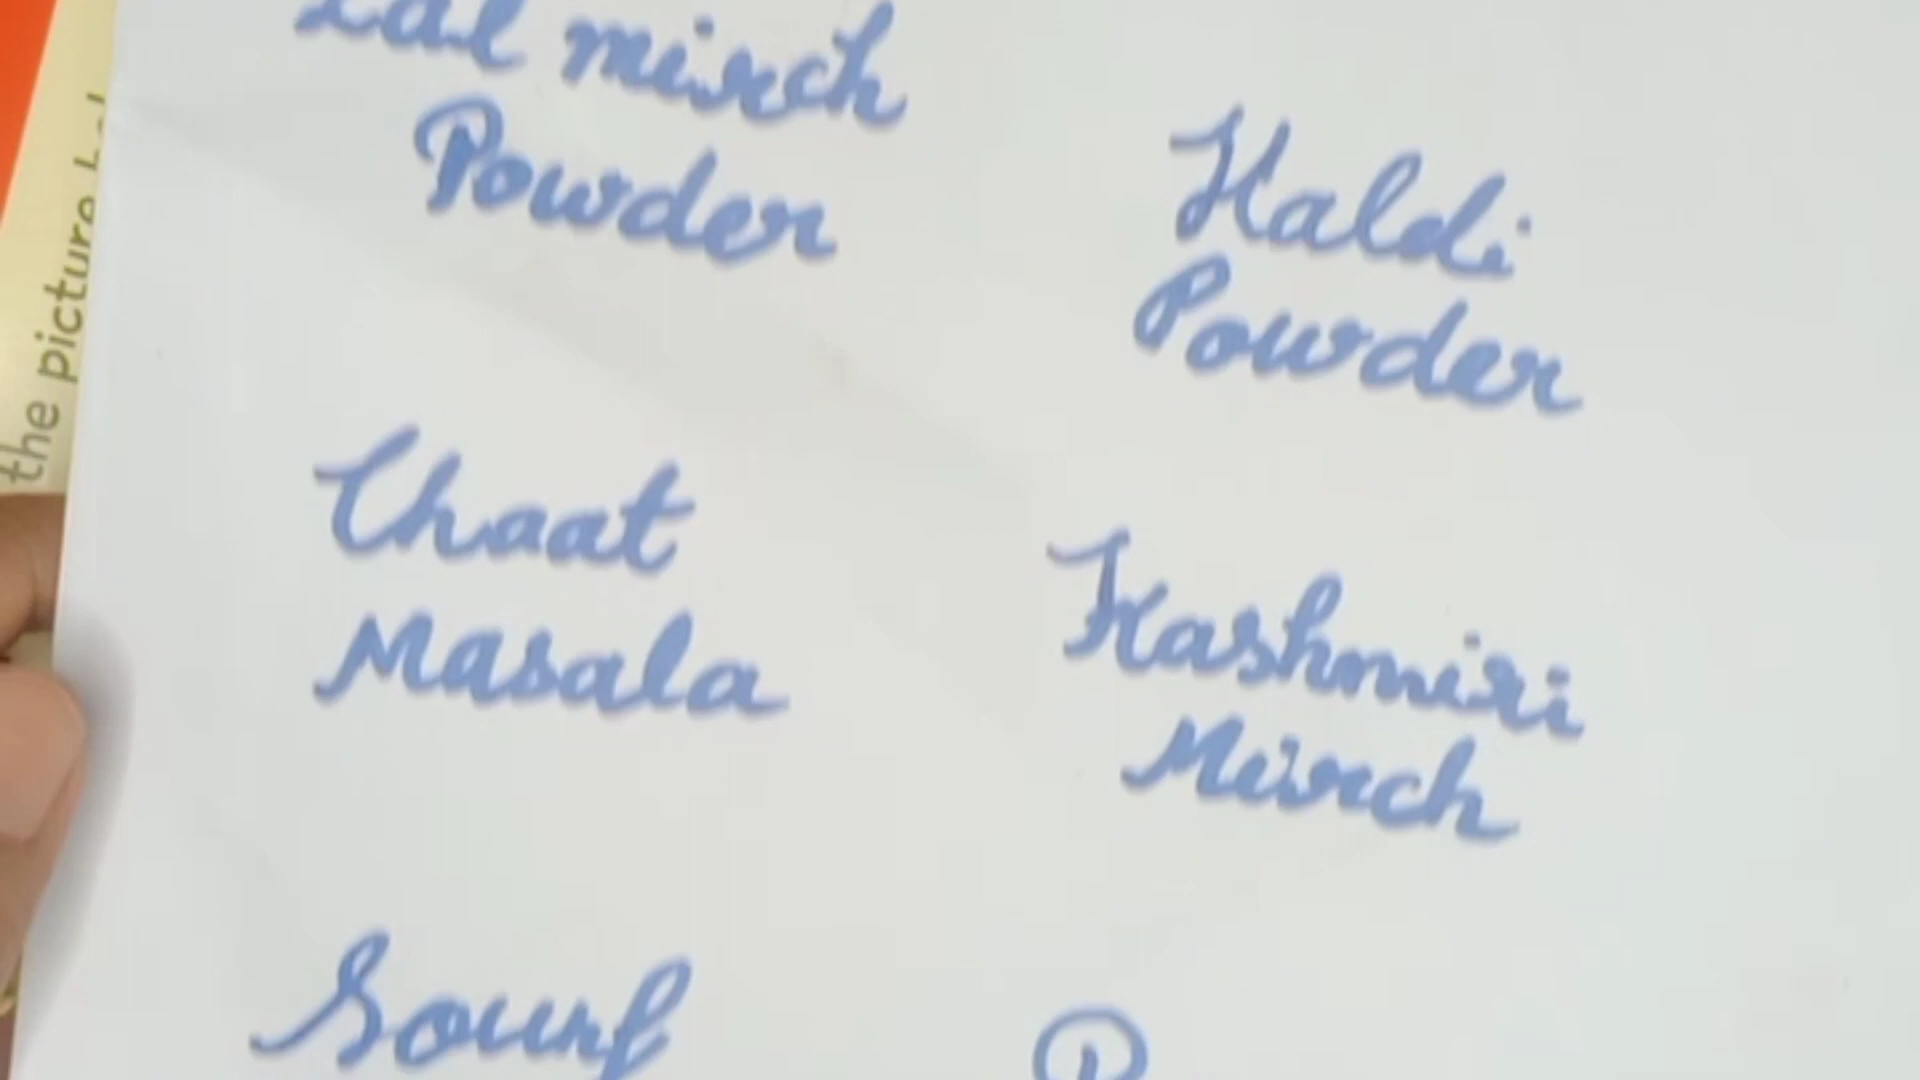 Lal mirch
Powder
Haldi
Powder
Chaat
Masala
Kashmiri
Mirch
Sounf
the picture